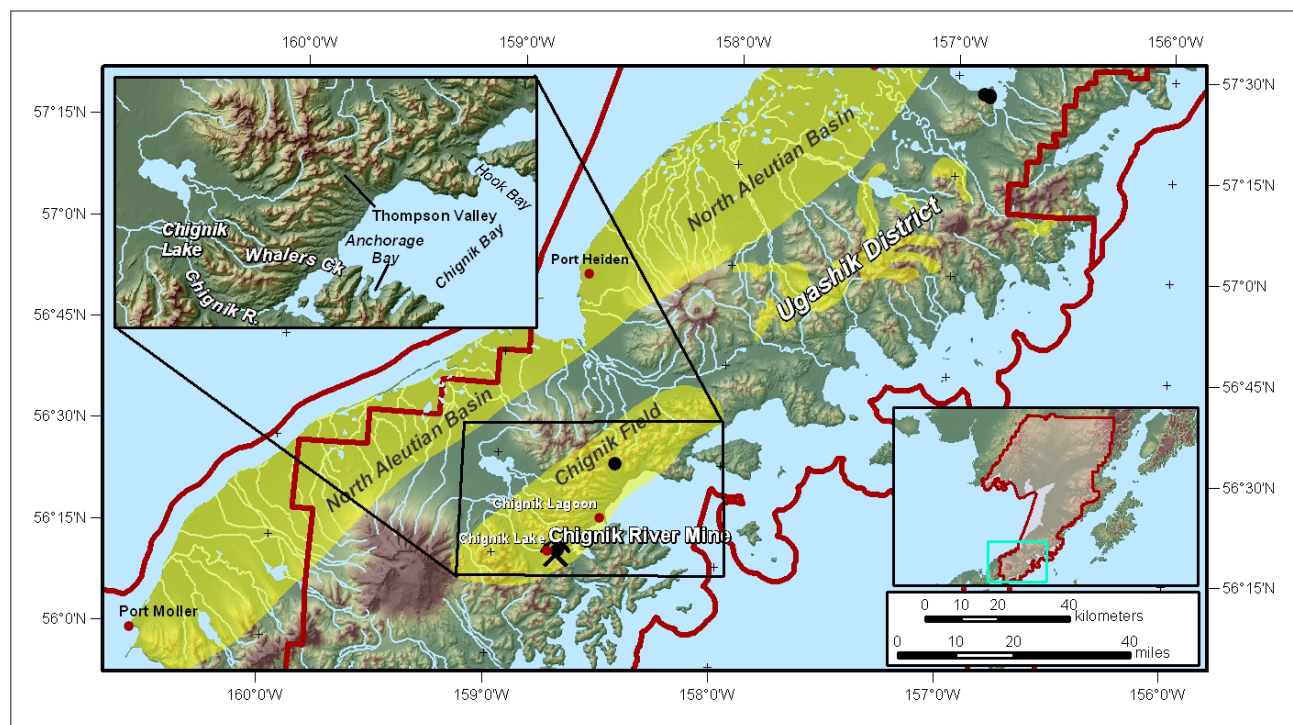 160°0'W
159°0'W
158°0'W
157°0'W
156°0'W
57°15'N
57°0'N
56°45'N
56°30'N
56°15'N
56°0'N
57°30'N
57°15'N
57°0'N
56°45'N
56°30'N
56°15'N
Hook Bay
Thompson Valley
Chignik
Lake
Anchorage
Bay
Whalers Ck
Chignik Bay
Chignik R.
North Aleutian Basin
Port Heiden
Ugashik District
North Aleutian Basin
Chignik Field
Chignik Lagoon
Chignik Lake
Chignik River Mine
Port Moller
0 10 20 40
kilometers
0 10 20 40
miles
160°0'W
159°0'W
158°0'W
157°0'W
156°0'W